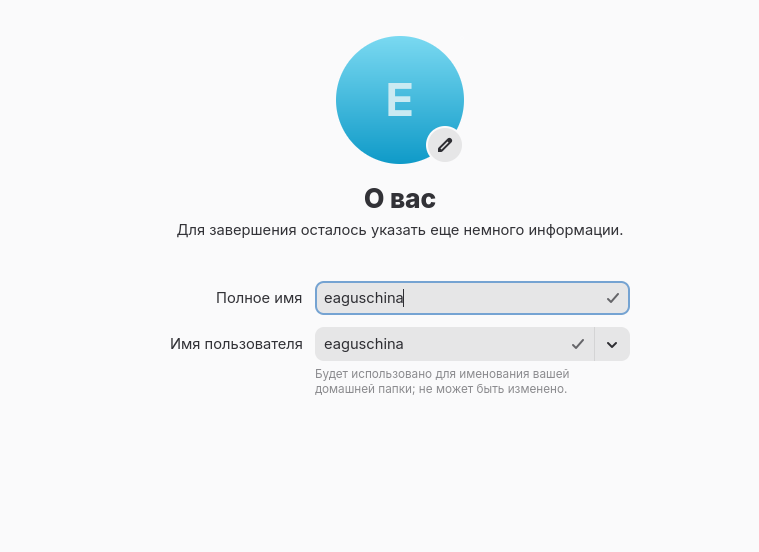 E
О вас
Для завершения осталось указать еще немного информации.
Полное имя eaguschina
Имя пользователя eaguschina
Будет использовано для именования вашей
домашней папки; не может быть изменено.